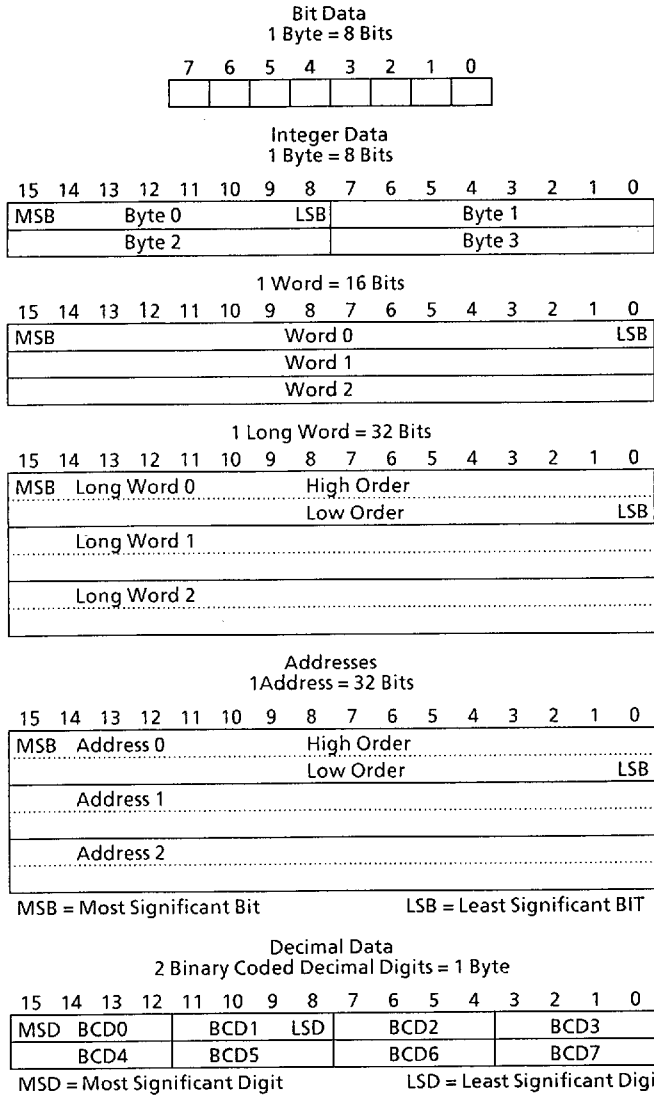 Bit Data
1 Byte = 8 Bits
7 6 5 4 3 2 1 0
Integer Data
1 Byte = 8 Bits
15 14 13 12 11 10 9 8 7 6 5 4 3 2 1 0
MSB Byte 0 LSB Byte 1
Byte 2 Byte 3
1 Word = 16 Bits
15 14 13 12 11 10 9 8 7 6 5 4 3 2 1 0
MSB Word 0 LSB
Word 1
Word 2
1 Long Word = 32 Bits
15 14 13 12 11 10 9 8 7 6 5 4 3 2 1 0
MSB Long Word 0 High Order
Low Order LSB
Long Word 1
Long Word 2
Addresses
1Address = 32 Bits
15 14 13 12 11 10 9 8 7 6 5 4 3 2 1 0
MSB Address 0 High Order
Low Order LSB
Address 1
Address 2
MSB = Most Significant Bit LSB = Least Significant BIT
Decimal Data
2 Binary Coded Decimal Digits = 1 Byte
15 14 13 12 11 10 9 8 7 6 5 4 3 2 1 0
MSD BCD0 BCD1 LSD BCD2 BCD3
BCD4 BCD5 BCD6 BCD7
MSD = Most Significant Digit LSD = Least Significant Digi